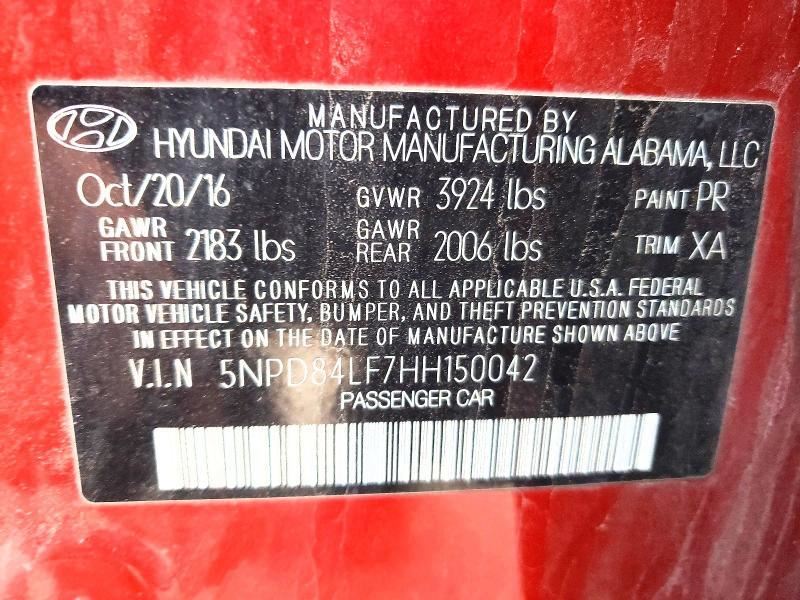 MANUFACTURED BY
HYUNDAI MOTOR MANUFACTURING ALABAMA, LLC
Oct/20/16 GVWR 3924 lbs PAINT PR
GAWR FRONT 2183 lbs GAWR REAR 2006 lbs TRIM XA
THIS VEHICLE CONFORMS TO ALL APPLICABLE U.S.A. FEDERAL
MOTOR VEHICLE SAFETY, BUMPER, AND THEFT PREVENTION STANDARDS
IN EFFECT ON THE DATE OF MANUFACTURE SHOWN ABOVE
V.I.N 5NPD84LF7HH150042
PASSENGER CAR